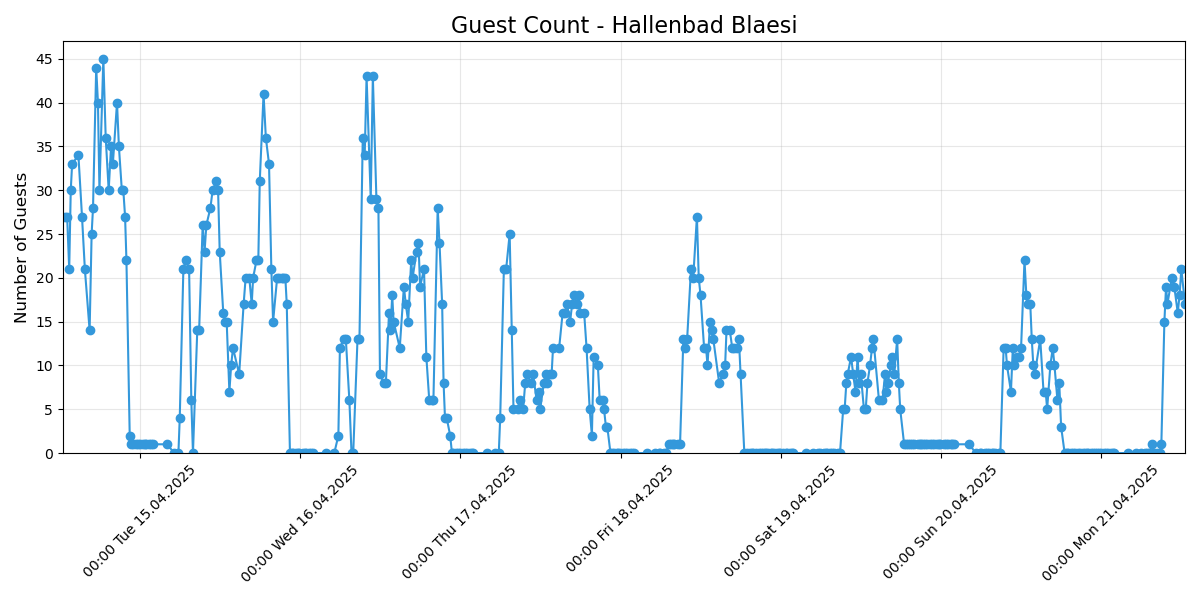 Guest Count - Hallenbad Blaesi
Number of Guests
45
40
35
30
25
20
15
10
5
0
00:00 Tue 15.04.2025
00:00 Wed 16.04.2025
00:00 Thu 17.04.2025
00:00 Fri 18.04.2025
00:00 Sat 19.04.2025
00:00 Sun 20.04.2025
00:00 Mon 21.04.2025